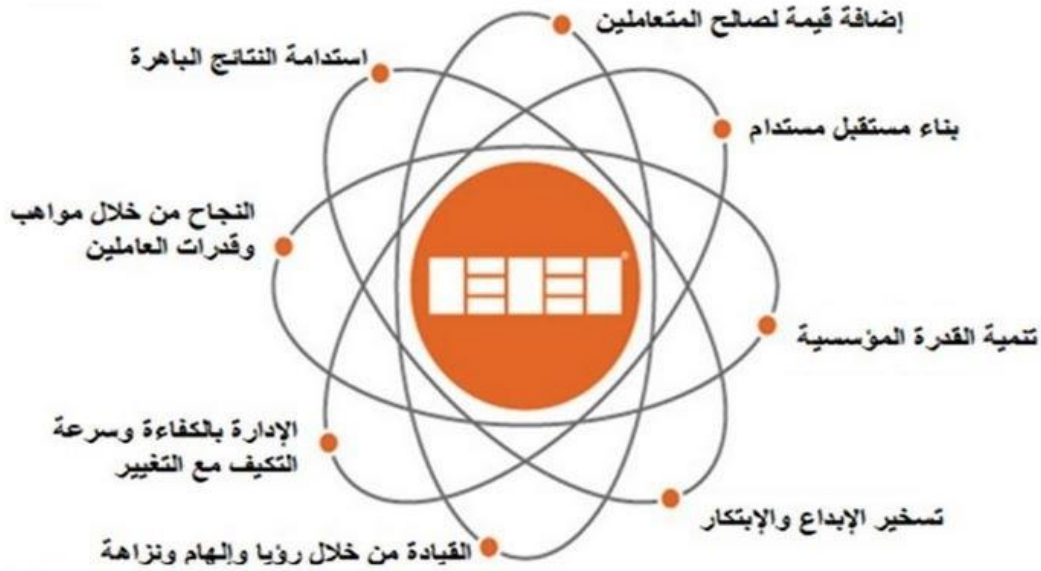 إضافة قيمة لصالح المتعاملين
استدامة النتائج الباهرة
بناء مستقبل مستدام
النجاح من خلال مواهب
وقدرات العاملين
تنمية القدرة المؤسسية
الإدارة بالكفاءة وسرعة
التكيف مع التغيير
تسخير الإبداع والإبتكار
القيادة من خلال رؤيا وإلهام ونزاهة